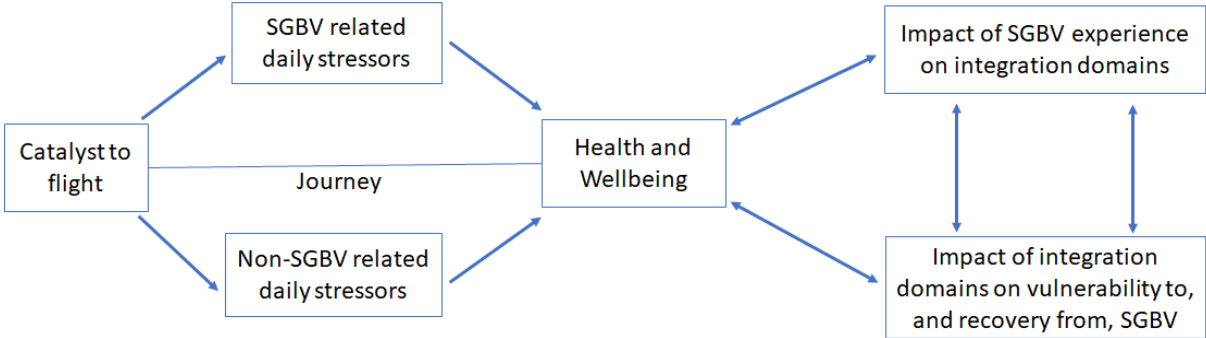 SGBV related
daily stressors
Catalyst to
flight
Journey
Non-SGBV related
daily stressors
Health and
Wellbeing
Impact of SGBV experience
on integration domains
Impact of integration
domains on vulnerability to,
and recovery from, SGBV